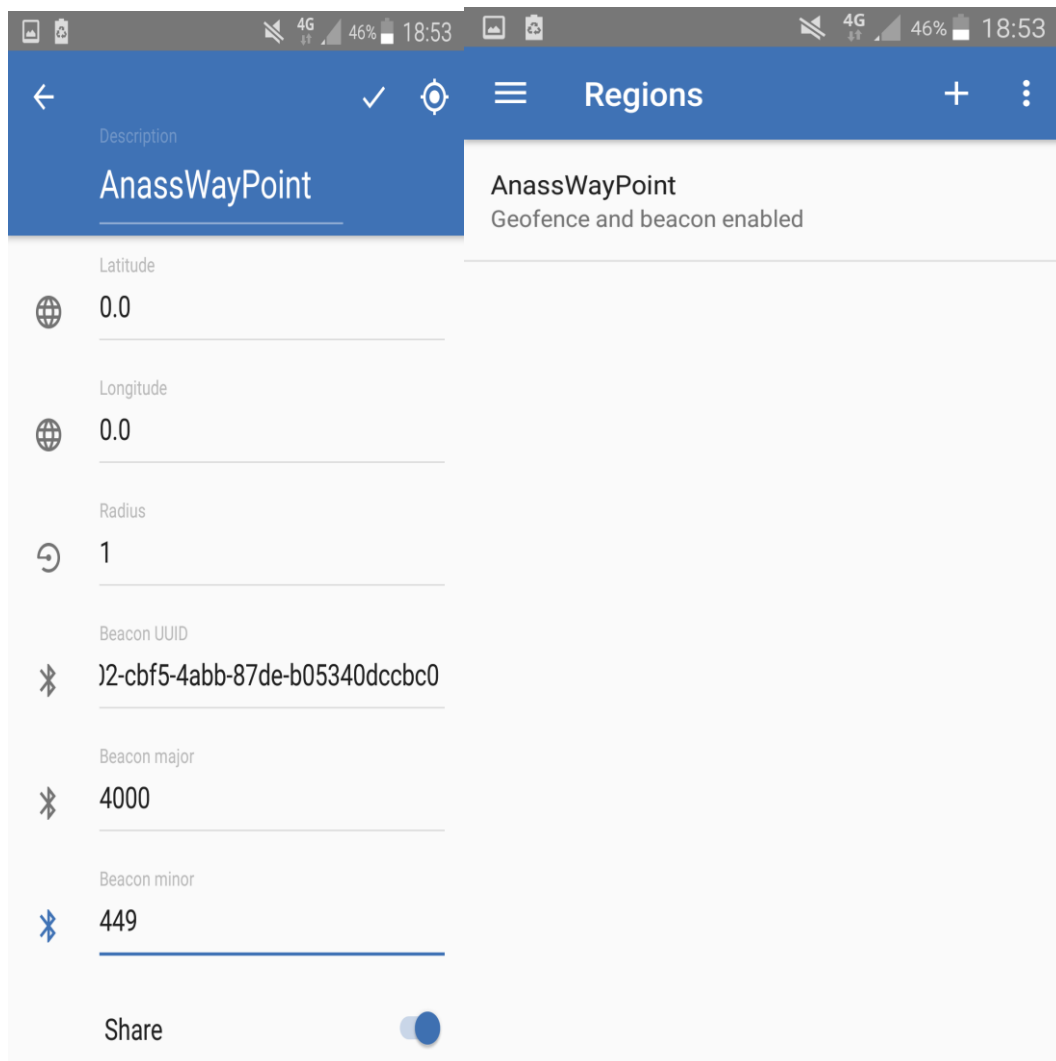 4G 46% 18:53
Description
AnassWayPoint
Latitude
0.0
Longitude
0.0
Radius
1
Beacon UUID
02-cbf5-4abb-87de-b05340dccbc0
Beacon major
4000
Beacon minor
449
Share
4G 46% 18:53
Regions
AnassWayPoint
Geofence and beacon enabled